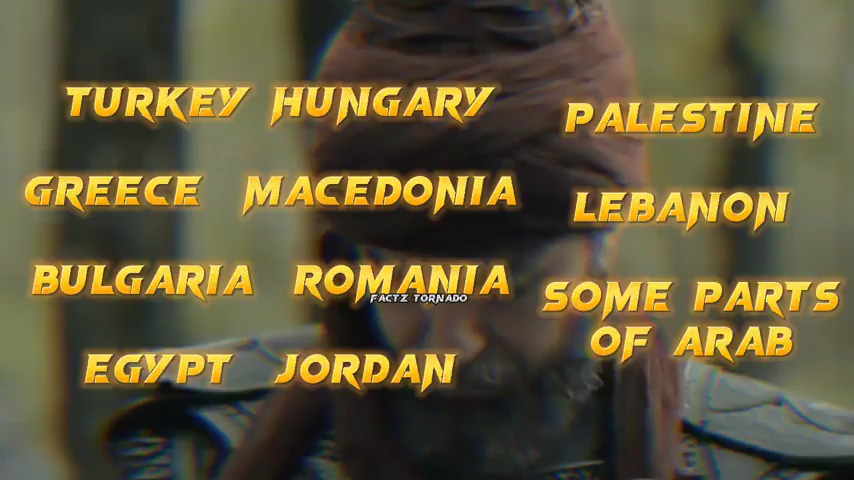 TURKEY HUNGARY
GREECE MACEDONIA
BULGARIA ROMANIA
EGYPT JORDAN
PALESTINE
LEBANON
SOME PARTS
OF ARAB
FACTZ TORNADO